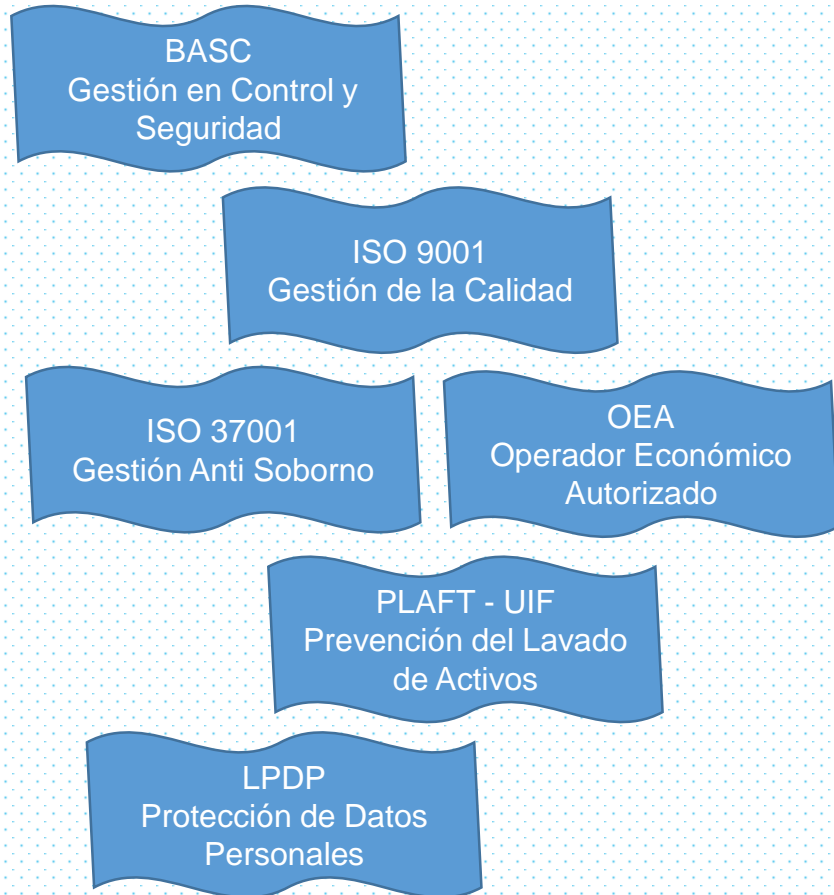 BASC
Gestión en Control y
Seguridad
ISO 9001
Gestión de la Calidad
ISO 37001
Gestión Anti Soborno
OEA
Operador Económico
Autorizado
PLAFT - UIF
Prevención del Lavado
de Activos
LPDP
Protección de Datos
Personales